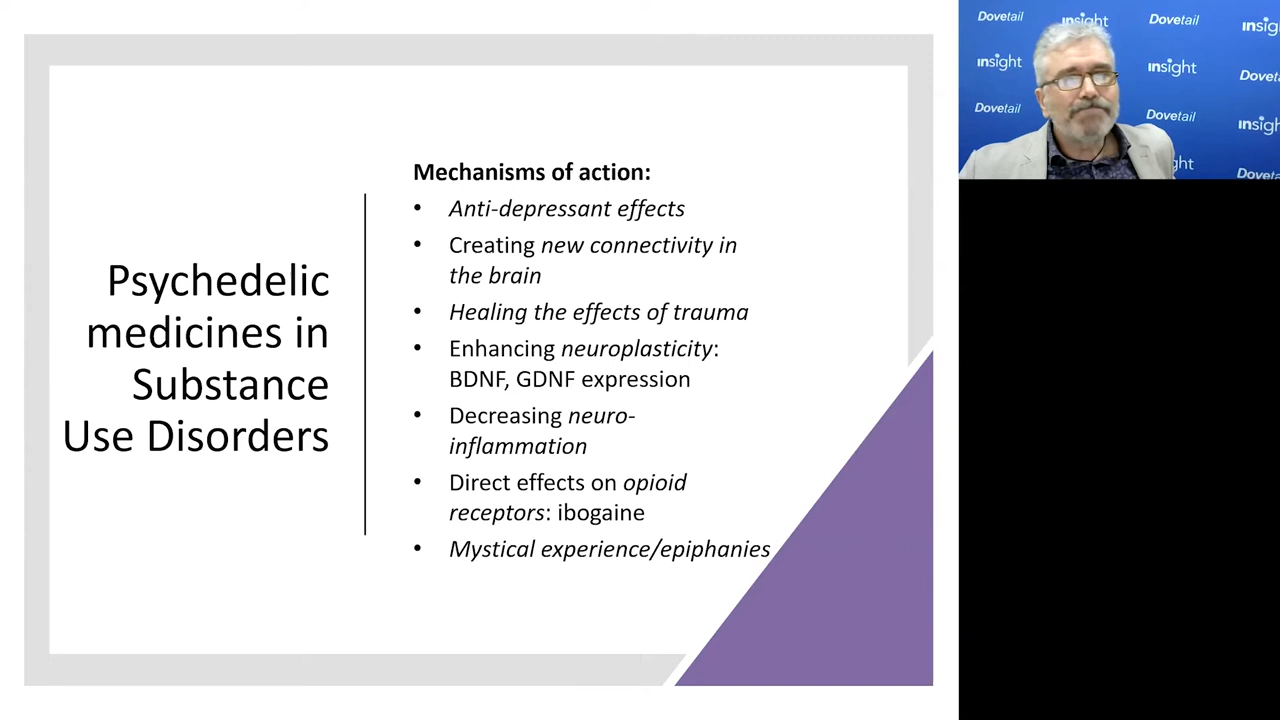 Psychedelic
medicines in
Substance
Use Disorders
Mechanisms of action:
• Anti-depressant effects
• Creating new connectivity in
the brain
• Healing the effects of trauma
• Enhancing neuroplasticity:
BDNF, GDNF expression
• Decreasing neuro-
inflammation
• Direct effects on opioid
receptors: ibogaine
• Mystical experience/epiphanies
Dovetail insight Dovetail insight
insight insight Dovetail
Dovetail Dovetail insight